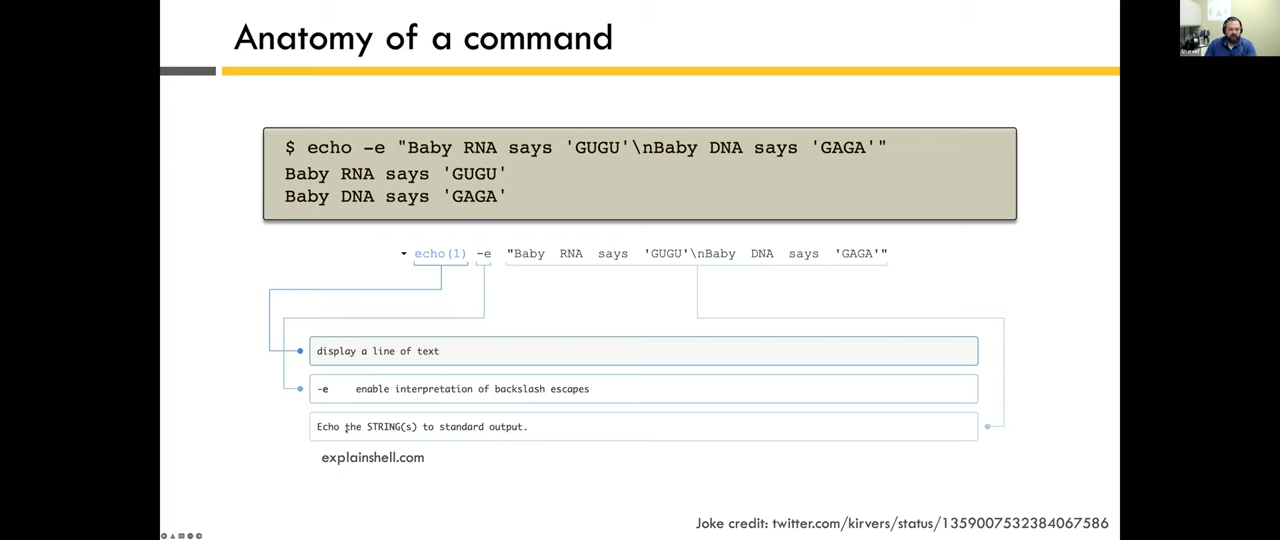 Anatomy of a command
$ echo -e "Baby RNA says 'GUGU'\nBaby DNA says 'GAGA'"
Baby RNA says 'GUGU'
Baby DNA says 'GAGA'
echo(1) -e "Baby RNA says 'GUGU'\nBaby DNA says 'GAGA'"
display a line of text
-e enable interpretation of backslash escapes
Echo the STRING(s) to standard output.
explainshell.com
Joke credit: twitter.com/kirvers/status/1359007532384067586